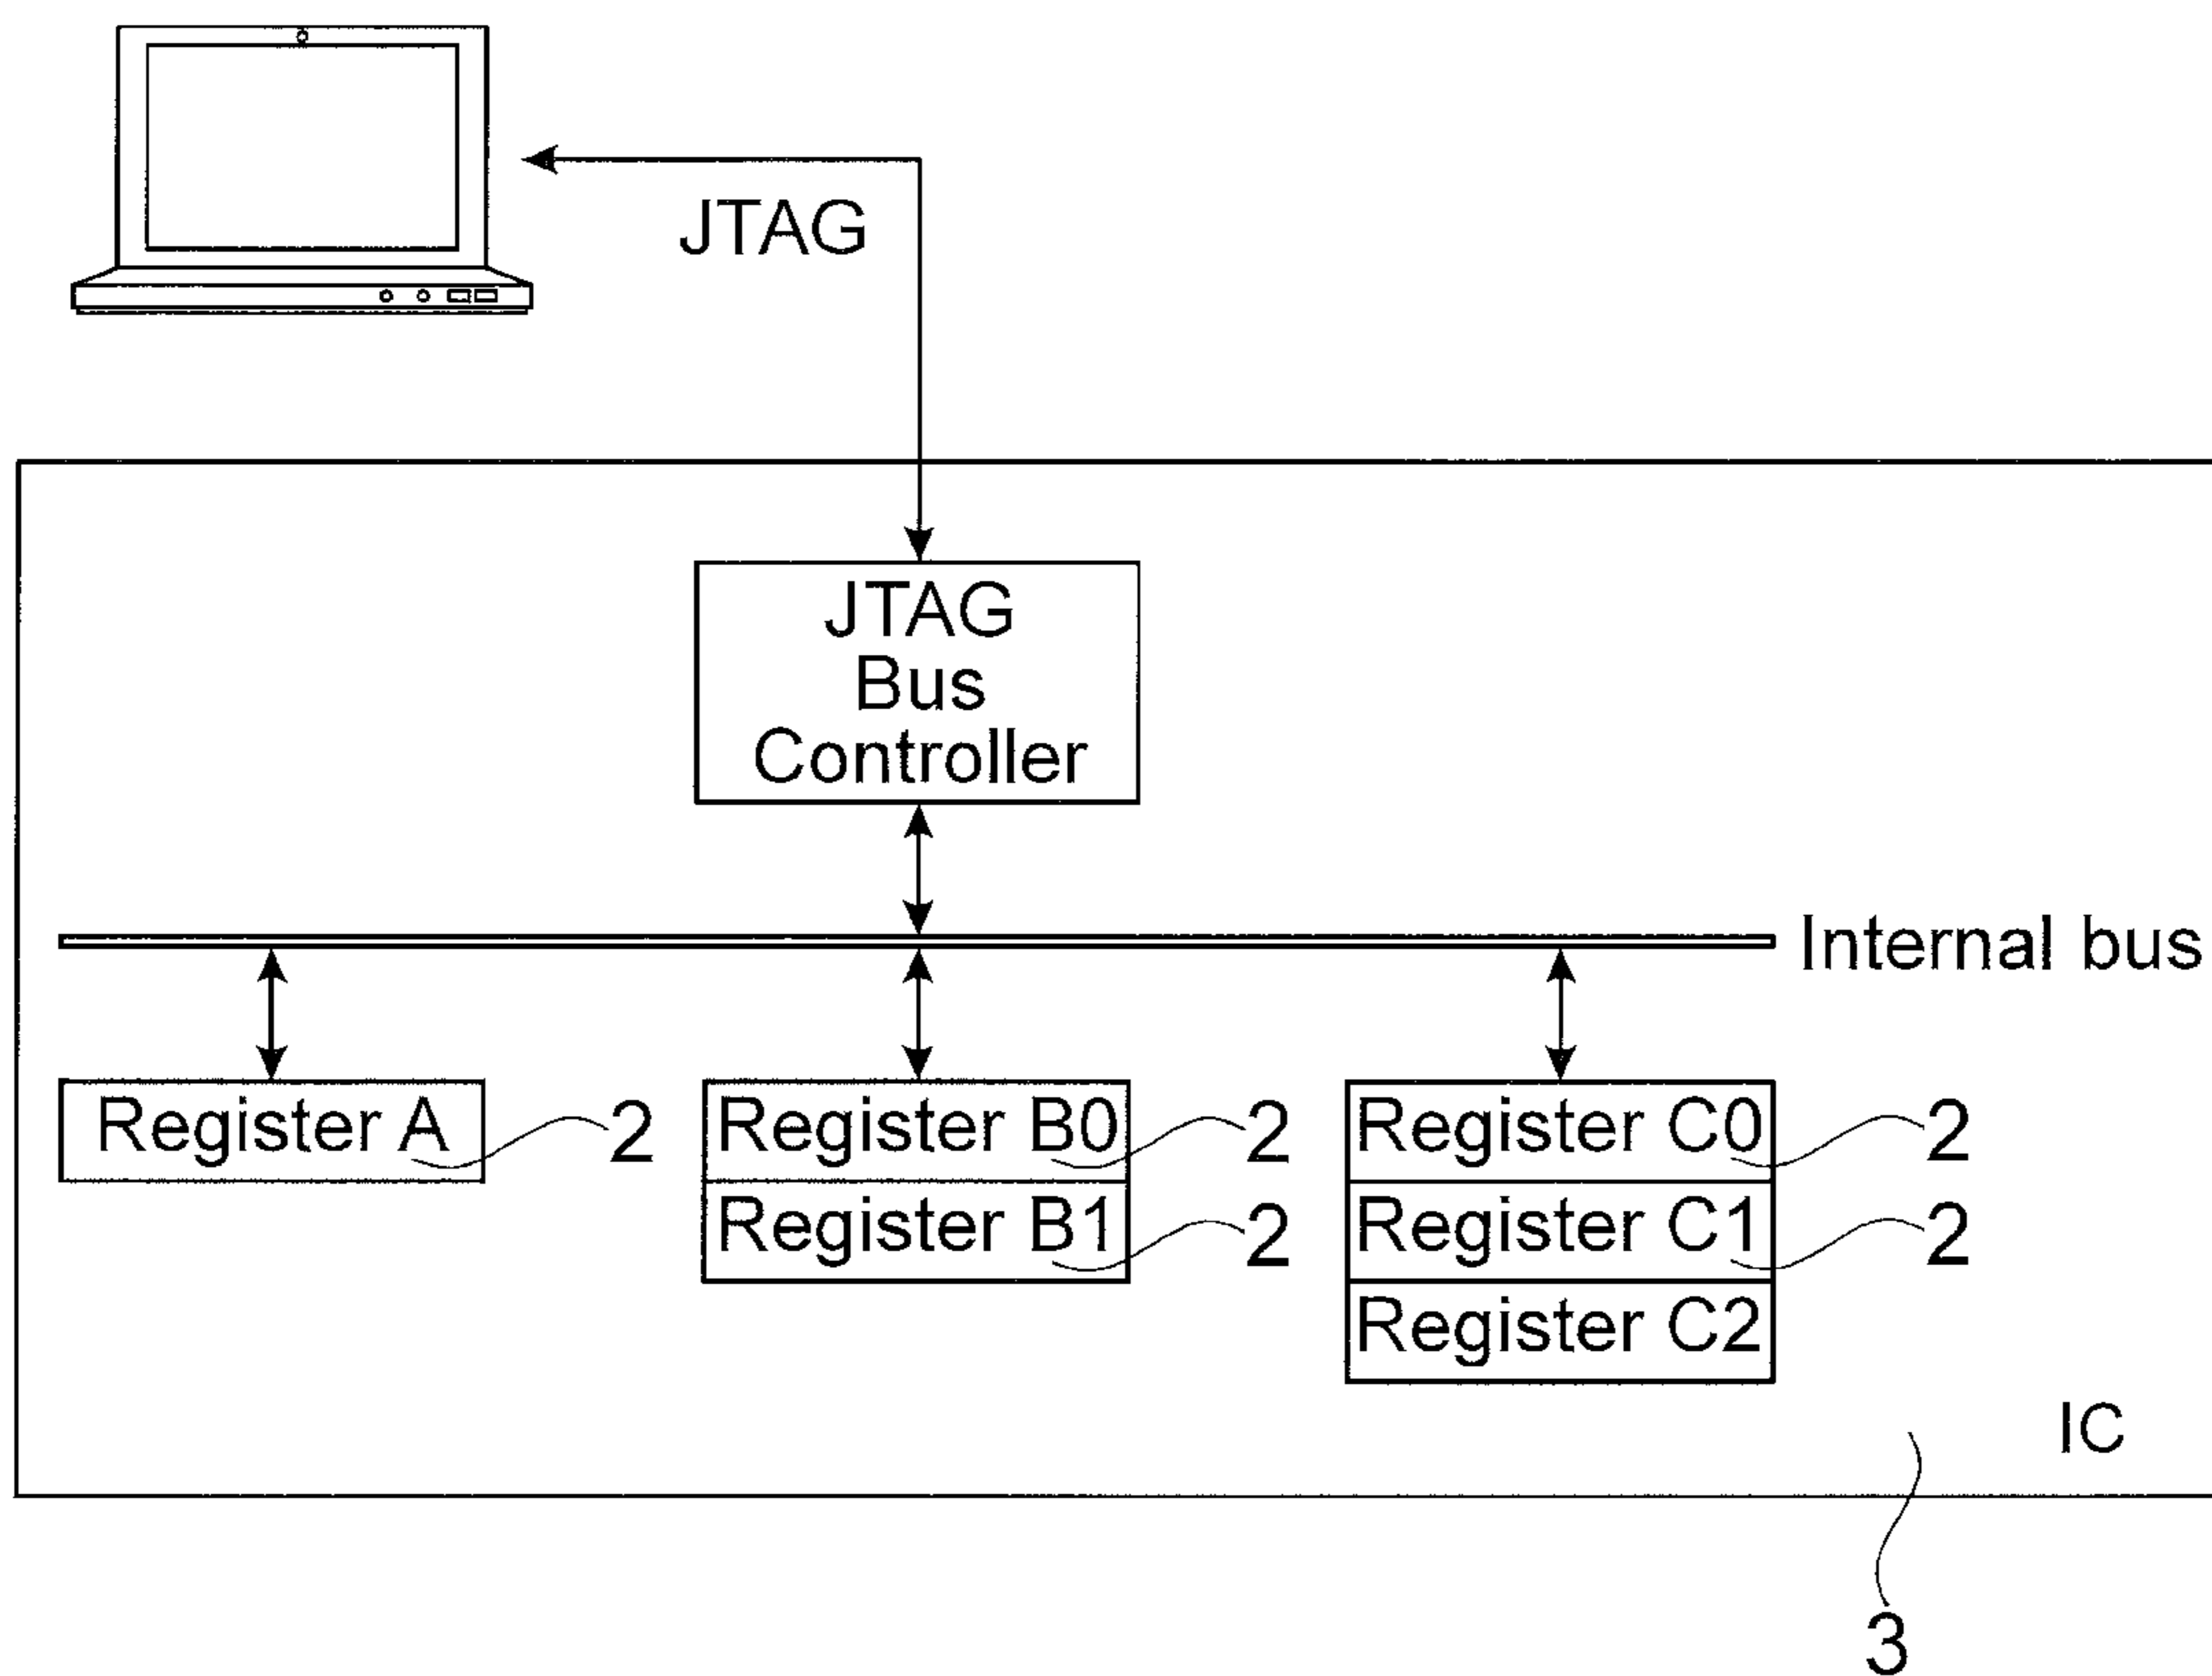 JTAG
JTAG
Bus
Controller
Internal bus
Register A 2 Register B0 2 Register C0 2
Register B1 2 Register C1 2
Register C2
IC
3